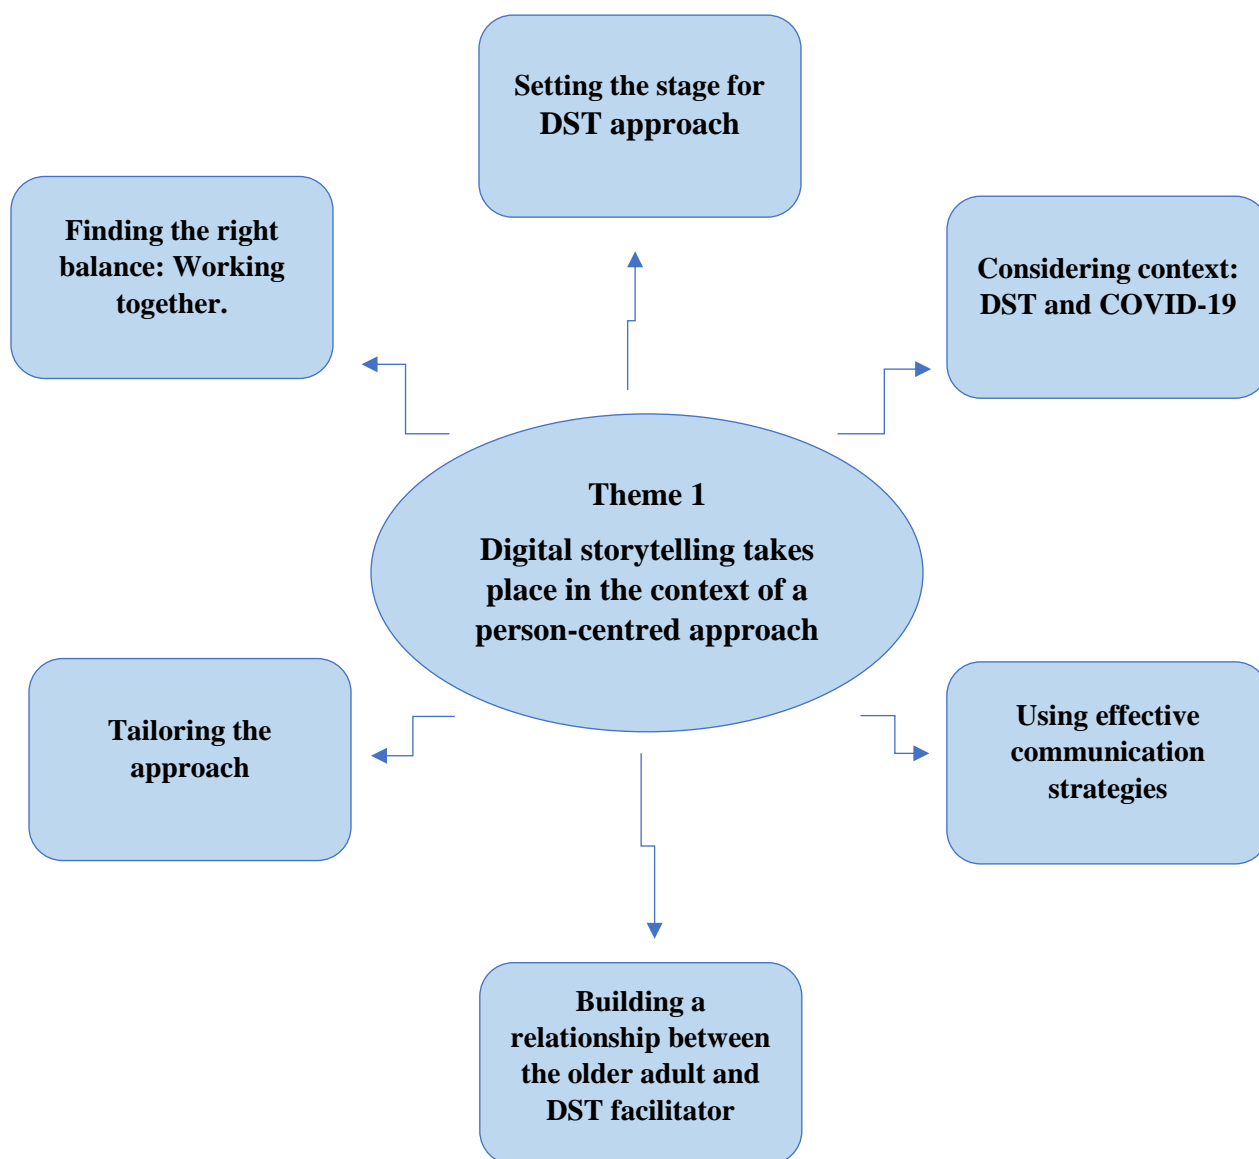 Setting the stage for
DST approach
Finding the right
balance: Working
together.
Considering context:
DST and COVID-19
Theme 1
Digital storytelling takes
place in the context of a
person-centred approach
Tailoring the
approach
Using effective
communication
strategies
Building a
relationship between
the older adult and
DST facilitator